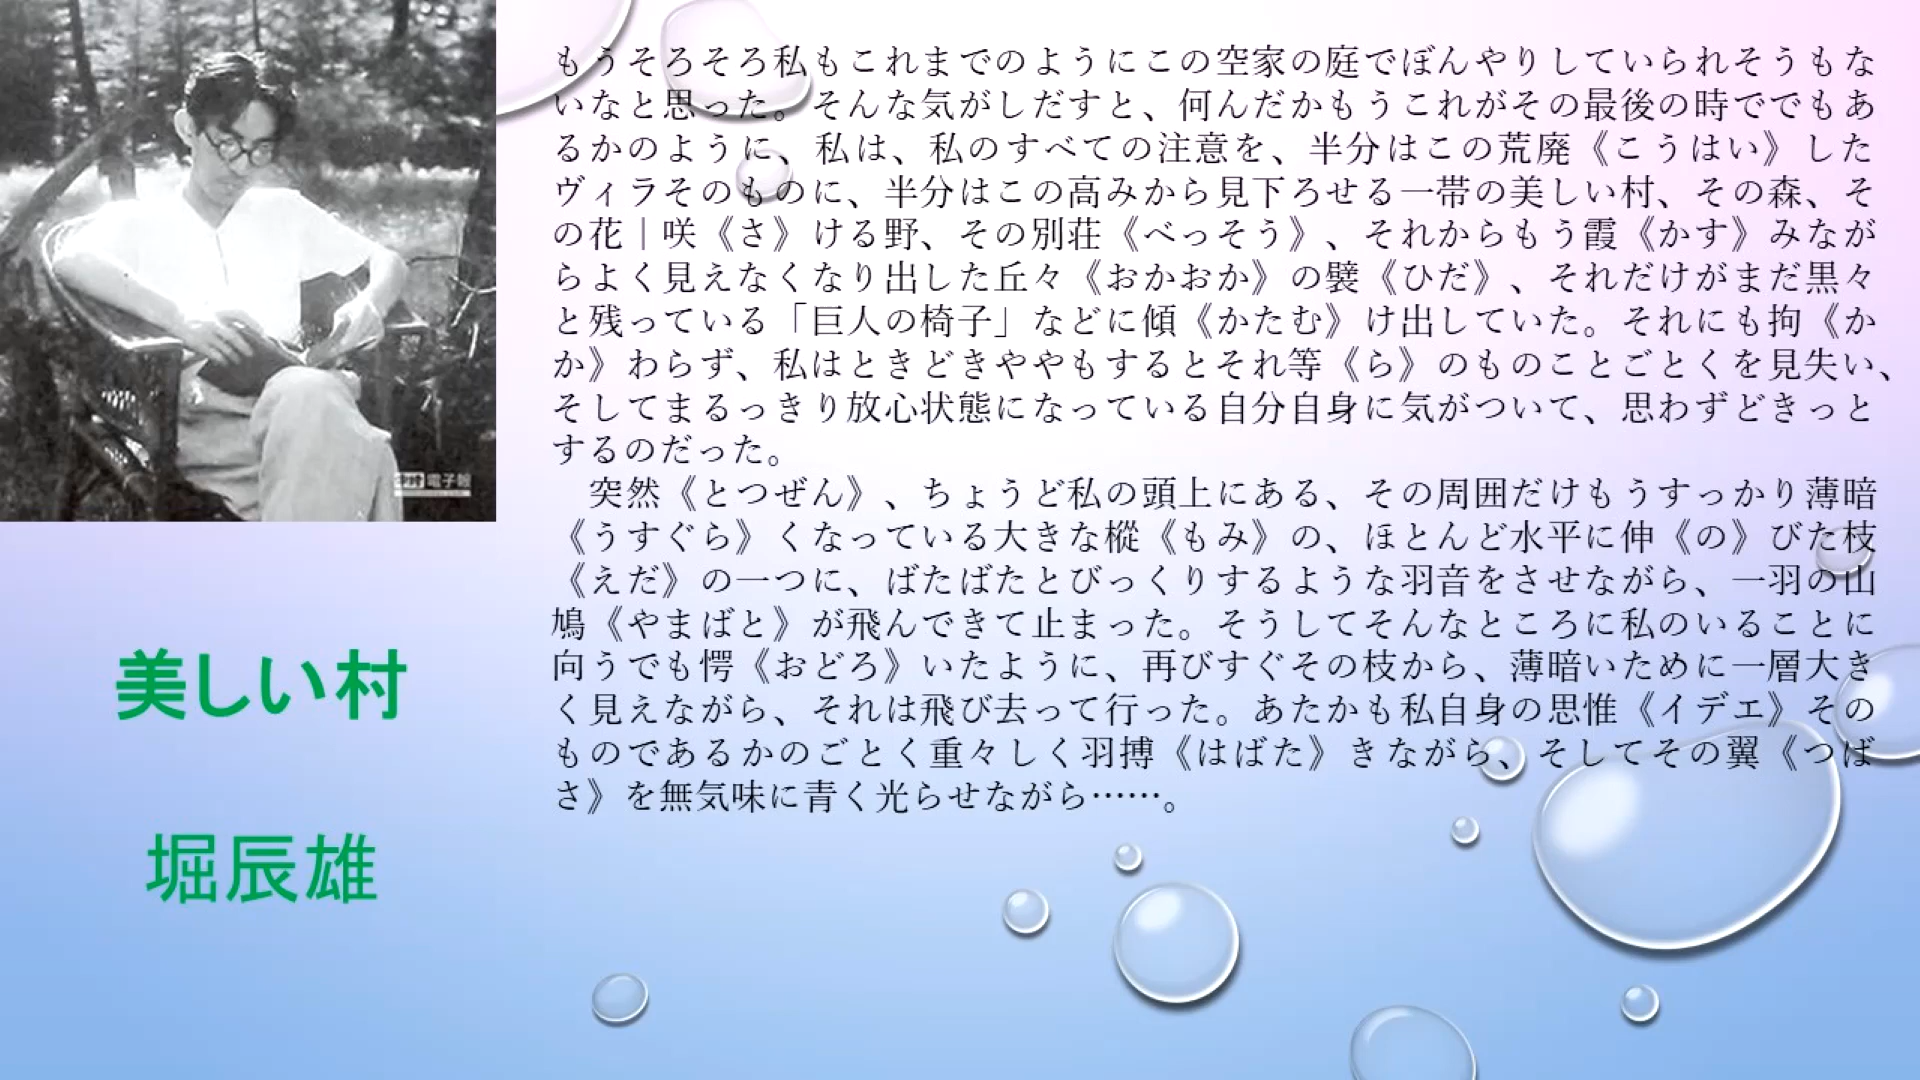 もうそろそろ私もこれまでのようにこの空家の庭でぼんやりしていられそうもな
いなと思った。そんな気がしだすと、何んだかもうこれがその最後の時ででもあ
るかのように、私は、私のすべての注意を、半分はこの荒廃《こうはい》した
ヴィラそのものに、半分はこの高みから見下ろせる一帯の美しい村、その森、そ
の花｜咲《さ》ける野、その別荘《べっそう》、それからもう霞《かす》みなが
らよく見えなくなり出した丘々《おかおか》の襞《ひだ》、それだけがまだ黒々
と残っている「巨人の椅子」などに傾《かたむ》け出していた。それにも拘《か
か》わらず、私はときどきややもするとそれ等《ら》のものことごとくを見失い、
そしてまるっきり放心状態になっている自分自身に気がついて、思わずどきっと
するのだった。
　突然《とつぜん》、ちょうど私の頭上にある、その周囲だけもうすっかり薄暗
《うすぐら》くなっている大きな樅《もみ》の、ほとんど水平に伸《の》びた枝
《えだ》の一つに、ばたばたとびっくりするような羽音をさせながら、一羽の山
鳩《やまばと》が飛んできて止まった。そうしてそんなところに私のいることに
向うでも愕《おどろ》いたように、再びすぐその枝から、薄暗いために一層大き
く見えながら、それは飛び去って行った。あたかも私自身の思惟《イデエ》その
ものであるかのごとく重々しく羽搏《はばた》きながら、そしてその翼《つば
さ》を無気味に青く光らせながら……。
美しい村
堀辰雄
電子報